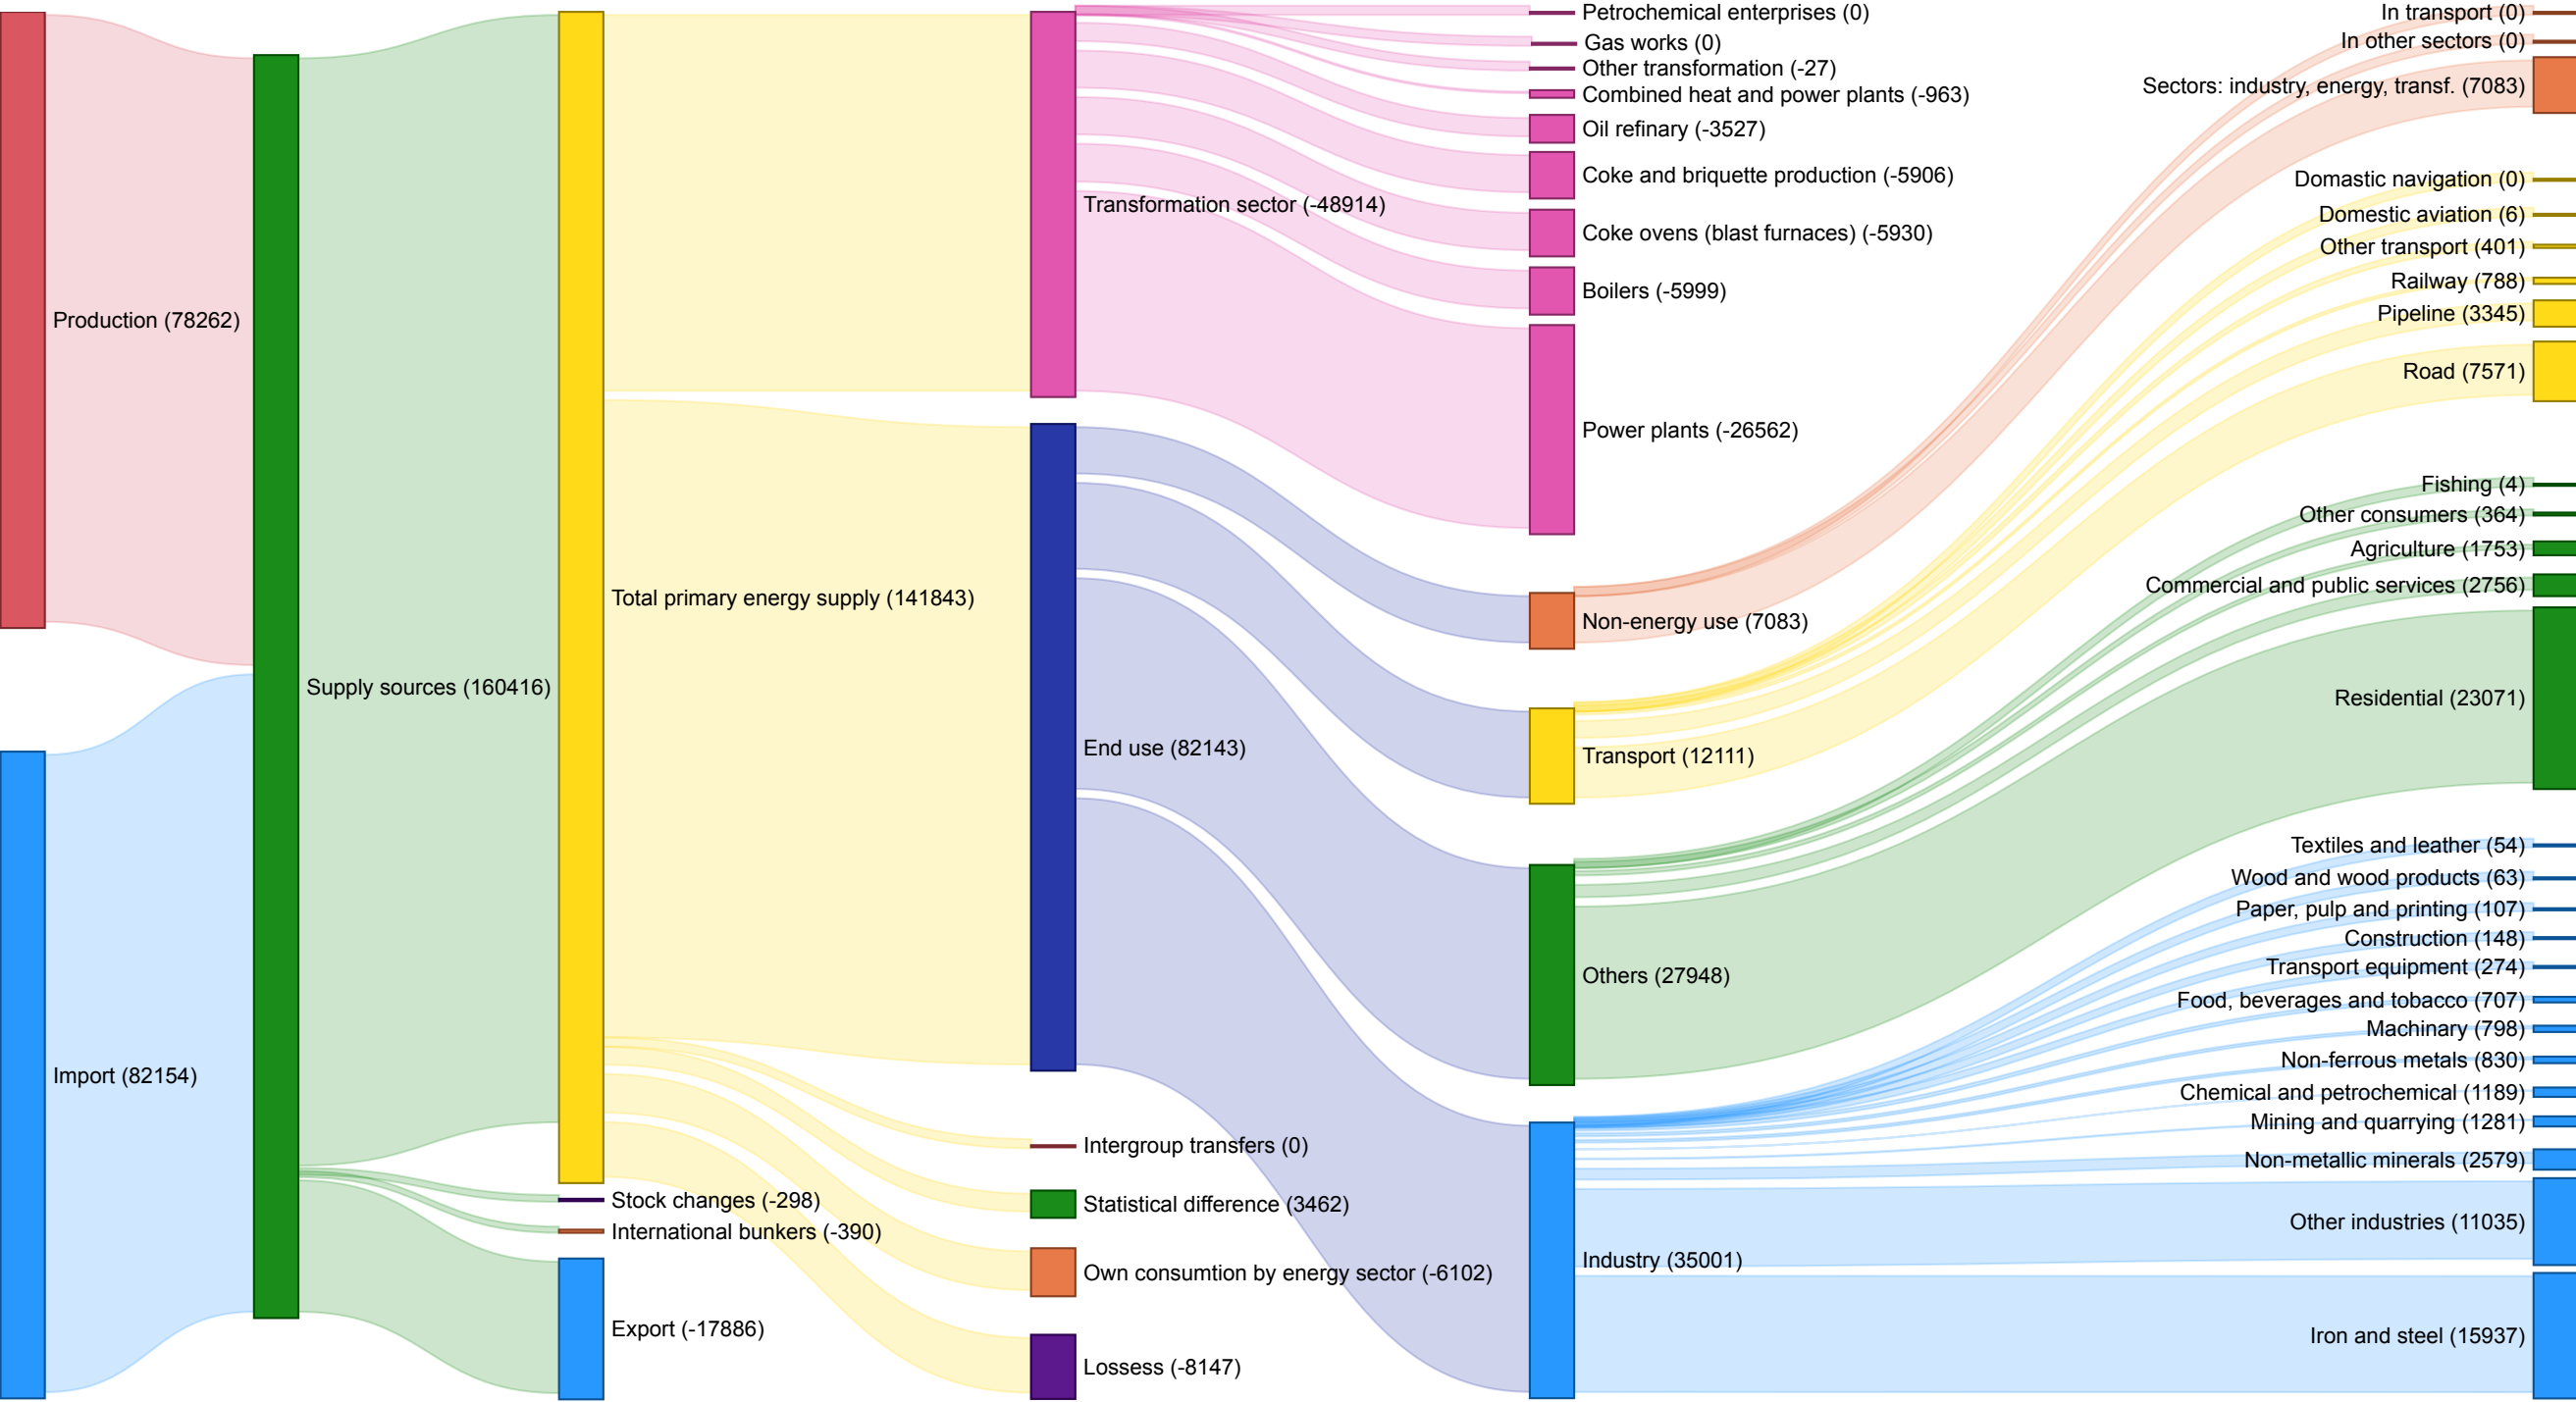 Production (78262)
Import (82154)
Supply sources (160416)
Total primary energy supply (141843)
Stock changes (-298)
International bunkers (-390)
Export (-17886)
Transformation sector (-48914)
End use (82143)
Intergroup transfers (0)
Statistical difference (3462)
Own consumtion by energy sector (-6102)
Lossess (-8147)
Petrochemical enterprises (0)
Gas works (0)
Other transformation (-27)
Combined heat and power plants (-963)
Oil refinary (-3527)
Coke and briquette production (-5906)
Coke ovens (blast furnaces) (-5930)
Boilers (-5999)
Power plants (-26562)
Non-energy use (7083)
Transport (12111)
Others (27948)
Industry (35001)
In transport (0)
In other sectors (0)
Sectors: industry, energy, transf. (7083)
Domastic navigation (0)
Domestic aviation (6)
Other transport (401)
Railway (788)
Pipeline (3345)
Road (7571)
Fishing (4)
Other consumers (364)
Agriculture (1753)
Commercial and public services (2756)
Residential (23071)
Textiles and leather (54)
Wood and wood products (63)
Paper, pulp and printing (107)
Construction (148)
Transport equipment (274)
Food, beverages and tobacco (707)
Machinary (798)
Non-ferrous metals (830)
Chemical and petrochemical (1189)
Mining and quarrying (1281)
Non-metallic minerals (2579)
Other industries (11035)
Iron and steel (15937)